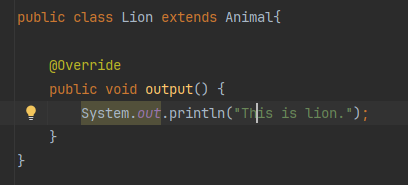 public class Lion extends Animal{
@Override
public void output() {
System.out.println("This is lion.");
}
}